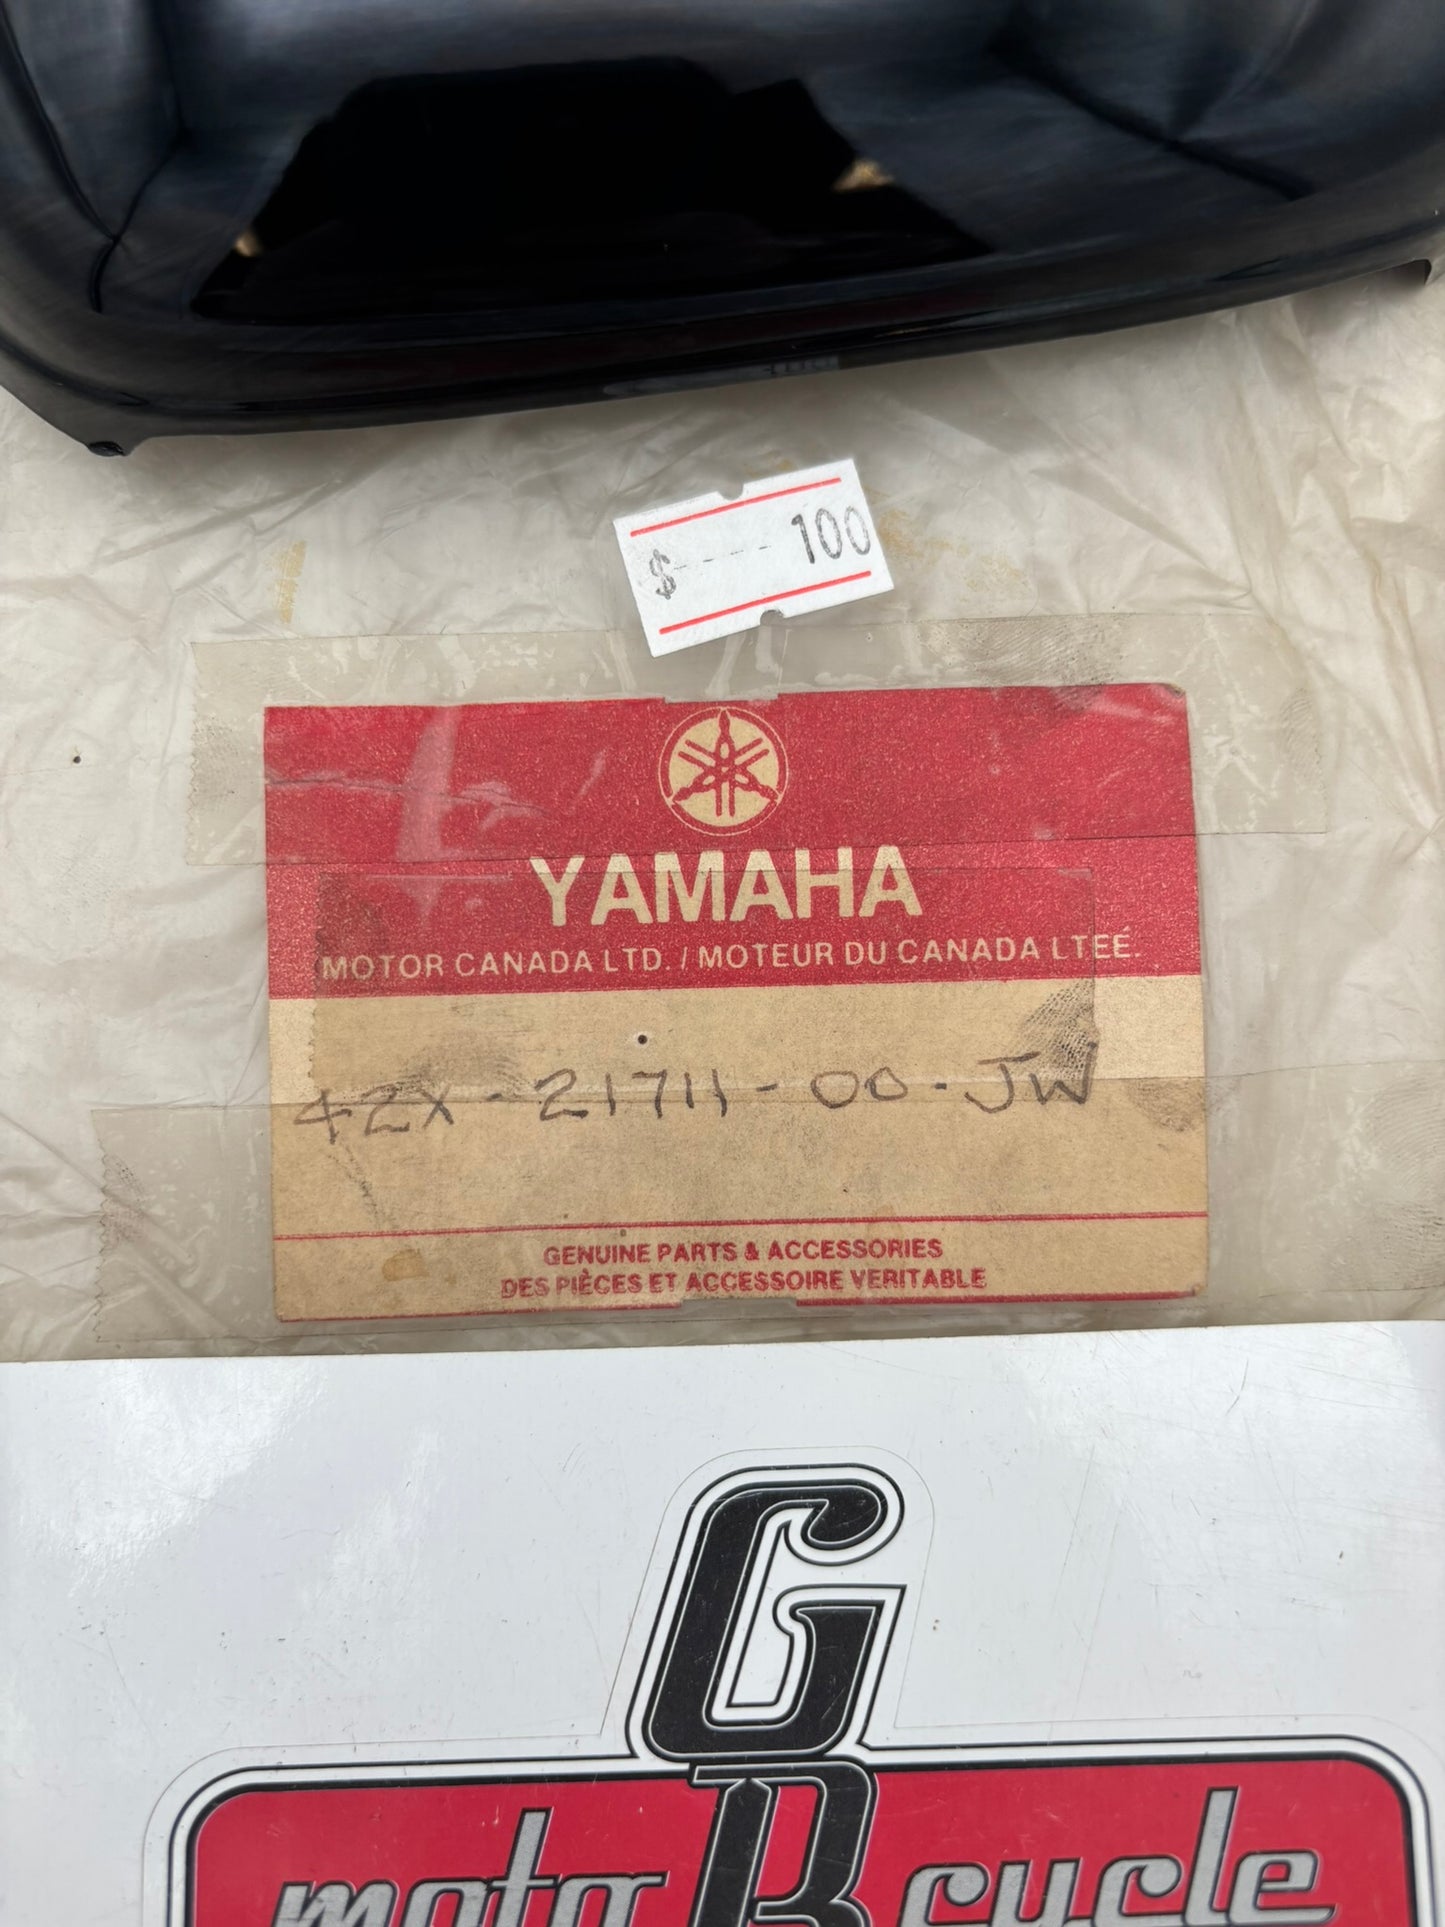 $ ---- 100
YAMAHA
MOTOR CANADA LTD. / MOTEUR DU CANADA LTEÉ.
42X-21711-00-JW
GENUINE PARTS & ACCESSORIES
DES PIÈCES ET ACCESSOIRE VERITABLE
G
moto B cycle